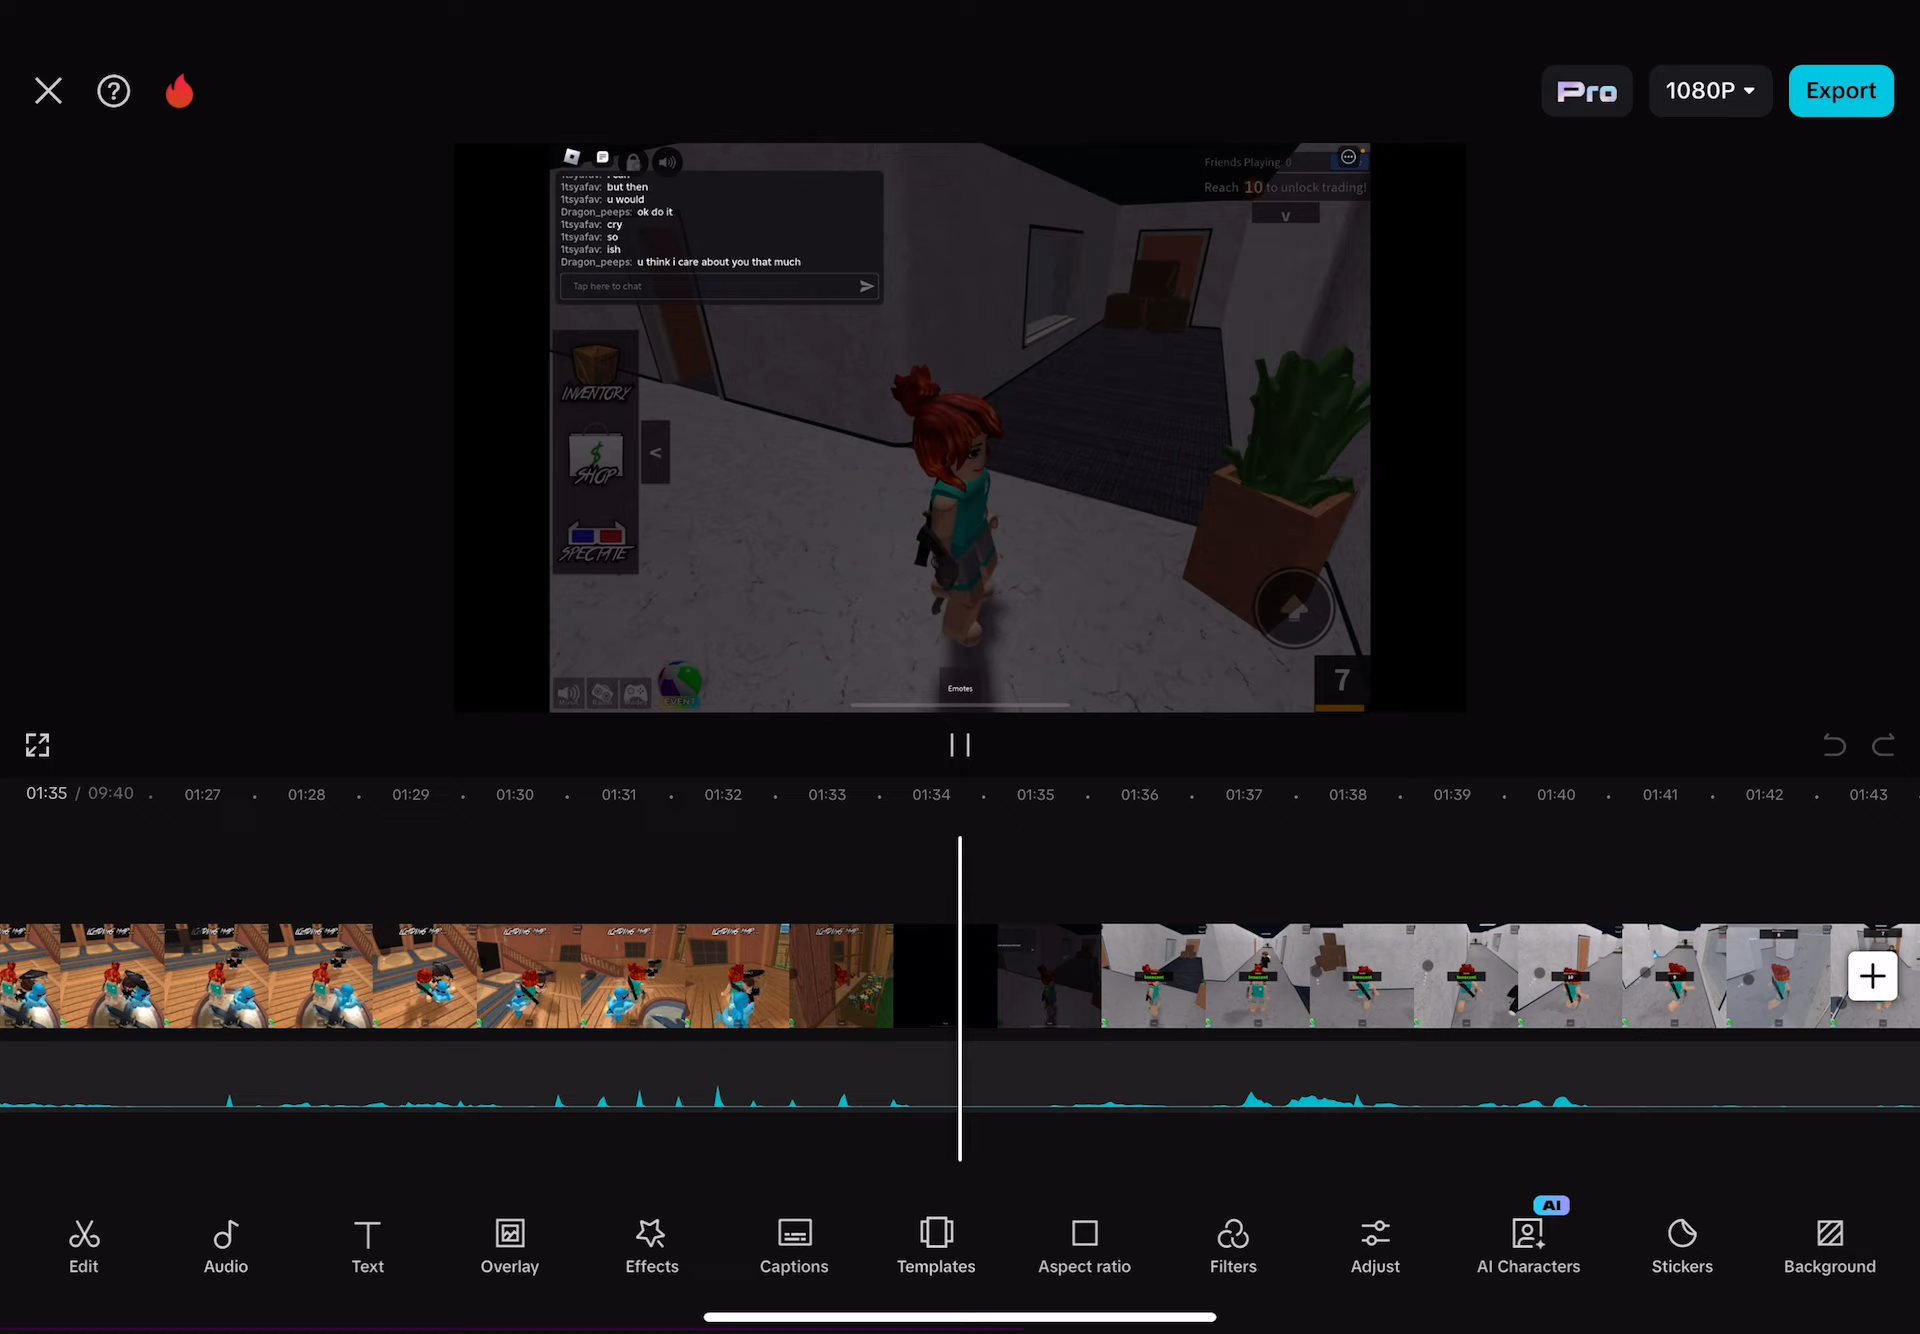 Pro
1080P
Export
Friends Playing: 0
Reach 10 to unlock trading!
V
1tsyafav: but then
1tsyafav: u would
Dragon_peeps: ok do it
1tsyafav: cry
1tsyafav: so
1tsyafav: ish
Dragon_peeps: u think i care about you that much
Tap here to chat
INVENTORY
<
$
SHOP
SPECTATE
EVENT
Emotes
7
01:35 / 09:40
01:27 01:28 01:29 01:30 01:31 01:32 01:33 01:34 01:35 01:36 01:37 01:38 01:39 01:40 01:41 01:42 01:43
Edit
Audio
Text
Overlay
Effects
Captions
Templates
Aspect ratio
Filters
Adjust
AI
AI Characters
Stickers
Background